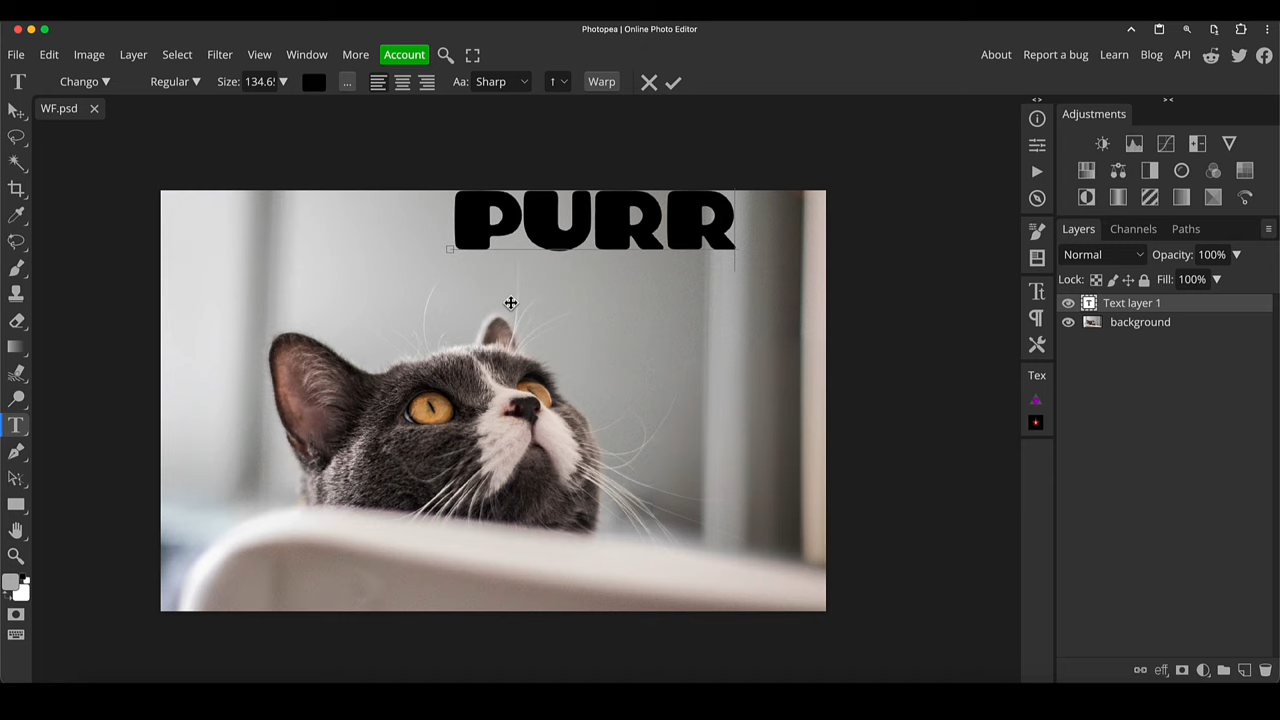 Photopea | Online Photo Editor
File Edit Image Layer Select Filter View Window More Account
About Report a bug Learn Blog API
T Chango Regular Size: 134.6 ... Aa: Sharp Warp
WF.psd
Adjustments
PURR
Layers Channels Paths
Normal Opacity: 100%
Lock: Fill: 100%
T Text layer 1
background
Tex
eff